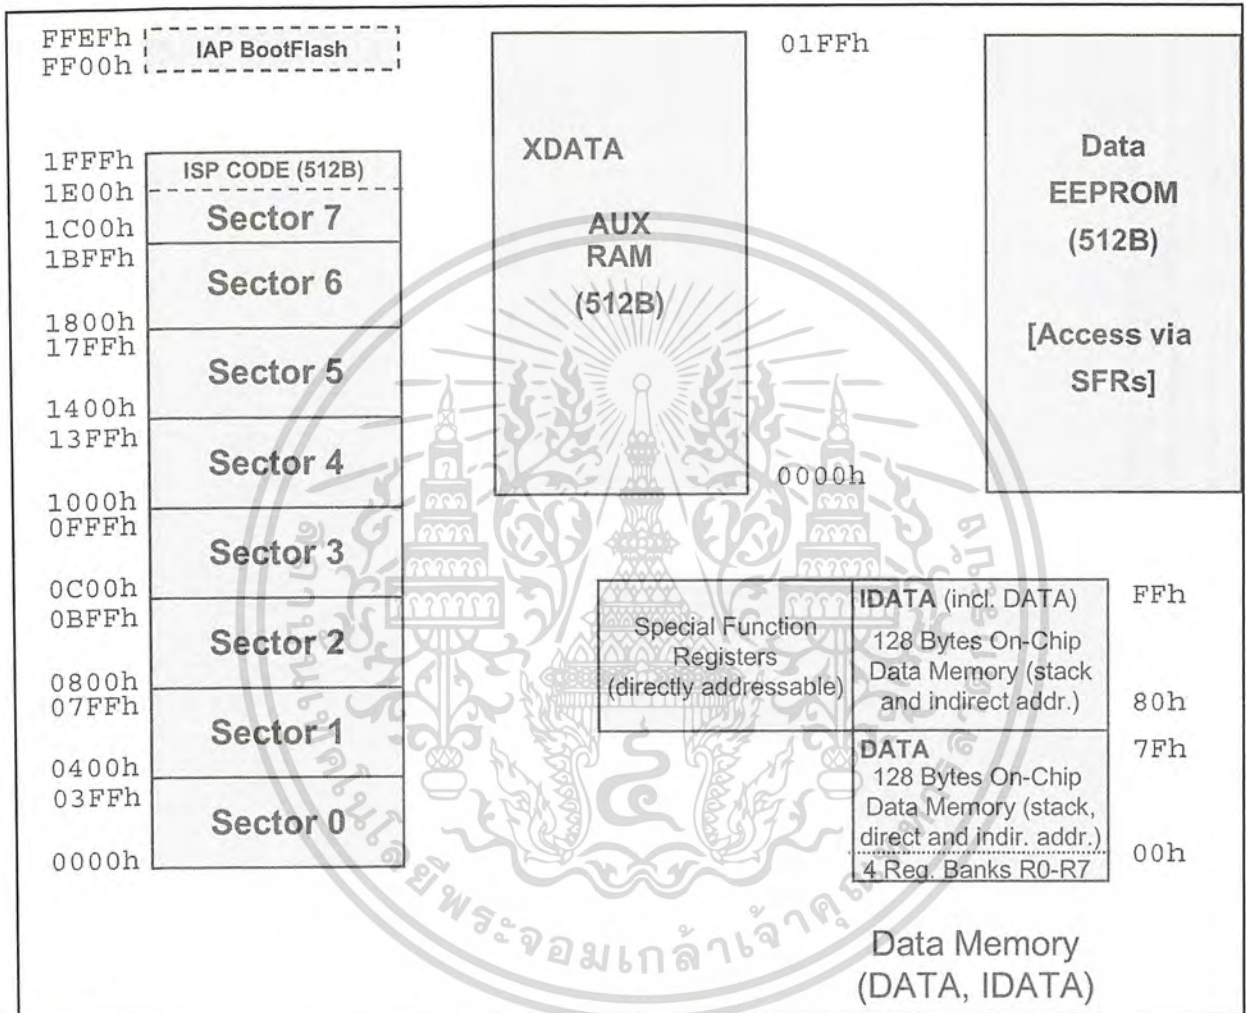 FFEFh
FF00h
IAP BootFlash
1FFFh
1E00h
1C00h
1BFFh
1800h
17FFh
1400h
13FFh
1000h
0FFFh
0C00h
0BFFh
0800h
07FFh
0400h
03FFh
0000h
ISP CODE (512B)
Sector 7
Sector 6
Sector 5
Sector 4
Sector 3
Sector 2
Sector 1
Sector 0
XDATA
AUX
RAM
(512B)
01FFh
0000h
Data
EEPROM
(512B)
[Access via
SFRs]
Special Function
Registers
(directly addressable)
IDATA (incl. DATA)
128 Bytes On-Chip
Data Memory (stack
and indirect addr.)
FFh
80h
DATA
128 Bytes On-Chip
Data Memory (stack,
direct and indir. addr.)
4 Reg. Banks R0-R7
7Fh
00h
Data Memory
(DATA, IDATA)